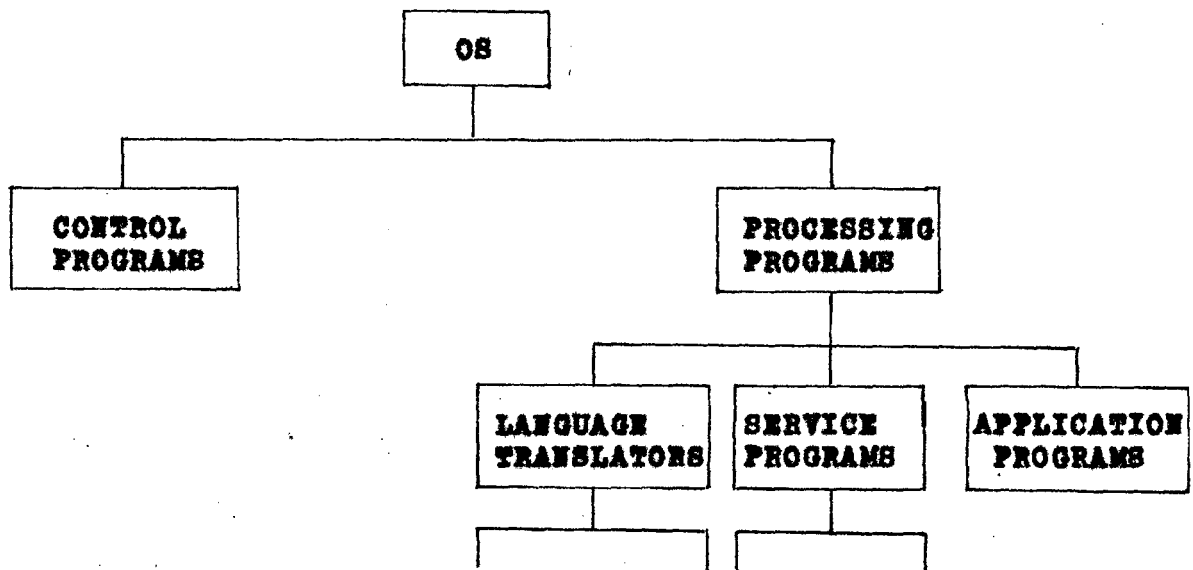 OS
CONTROL
PROGRAMS
PROCESSING
PROGRAMS
LANGUAGE
TRANSLATORS
SERVICE
PROGRAMS
APPLICATION
PROGRAMS